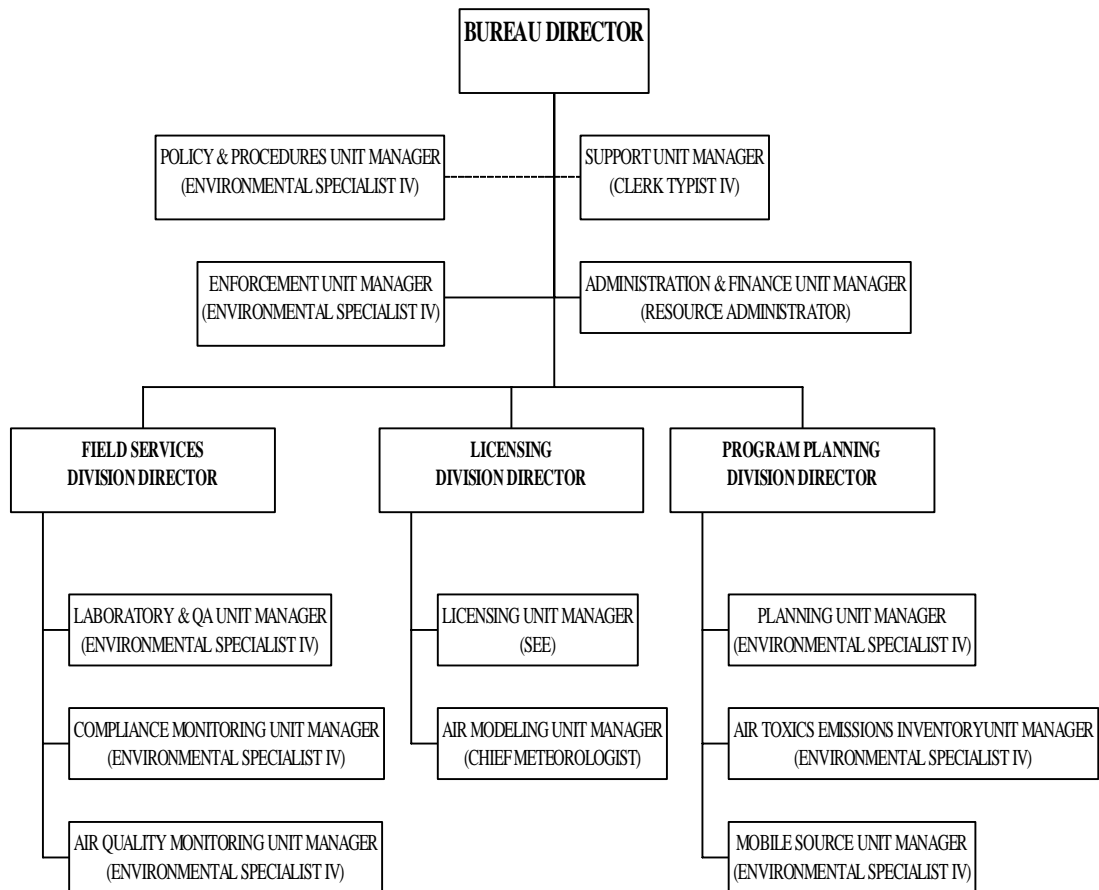 BUREAU DIRECTOR
POLICY & PROCEDURES UNIT MANAGER
(ENVIRONMENTAL SPECIALIST IV)
SUPPORT UNIT MANAGER
(CLERK TYPIST IV)
ENFORCEMENT UNIT MANAGER
(ENVIRONMENTAL SPECIALIST IV)
ADMINISTRATION & FINANCE UNIT MANAGER
(RESOURCE ADMINISTRATOR)
FIELD SERVICES
DIVISION DIRECTOR
LICENSING
DIVISION DIRECTOR
PROGRAM PLANNING
DIVISION DIRECTOR
LABORATORY & QA UNIT MANAGER
(ENVIRONMENTAL SPECIALIST IV)
LICENSING UNIT MANAGER
(SEE)
PLANNING UNIT MANAGER
(ENVIRONMENTAL SPECIALIST IV)
COMPLIANCE MONITORING UNIT MANAGER
(ENVIRONMENTAL SPECIALIST IV)
AIR MODELING UNIT MANAGER
(CHIEF METEOROLOGIST)
AIR TOXICS EMISSIONS INVENTORYUNIT MANAGER
(ENVIRONMENTAL SPECIALIST IV)
AIR QUALITY MONITORING UNIT MANAGER
(ENVIRONMENTAL SPECIALIST IV)
MOBILE SOURCE UNIT MANAGER
(ENVIRONMENTAL SPECIALIST IV)